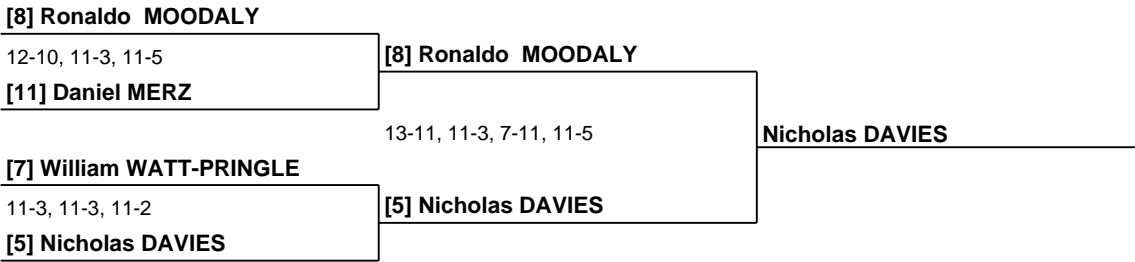 [8] Ronaldo  MOODALY
12-10, 11-3, 11-5
[8] Ronaldo  MOODALY
[11] Daniel MERZ
13-11, 11-3, 7-11, 11-5
Nicholas DAVIES
[7] William WATT-PRINGLE
11-3, 11-3, 11-2
[5] Nicholas DAVIES
[5] Nicholas DAVIES